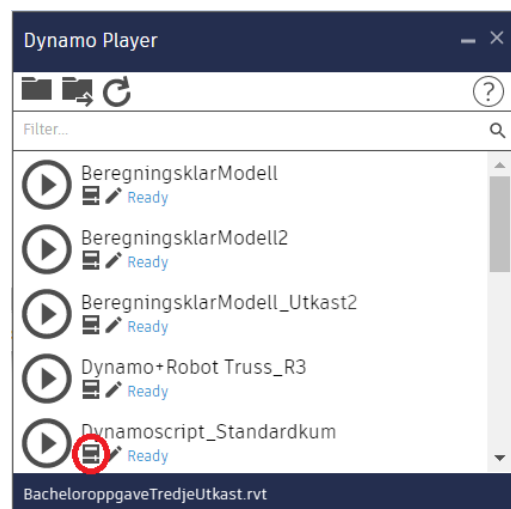 Dynamo Player
Filter...
BeregningsklarModell
Ready
BeregningsklarModell2
Ready
BeregningsklarModell_Utkast2
Ready
Dynamo+Robot Truss_R3
Ready
Dynamoscript_Standardkum
Ready
BacheloroppgaveTredjeUtkast.rvt